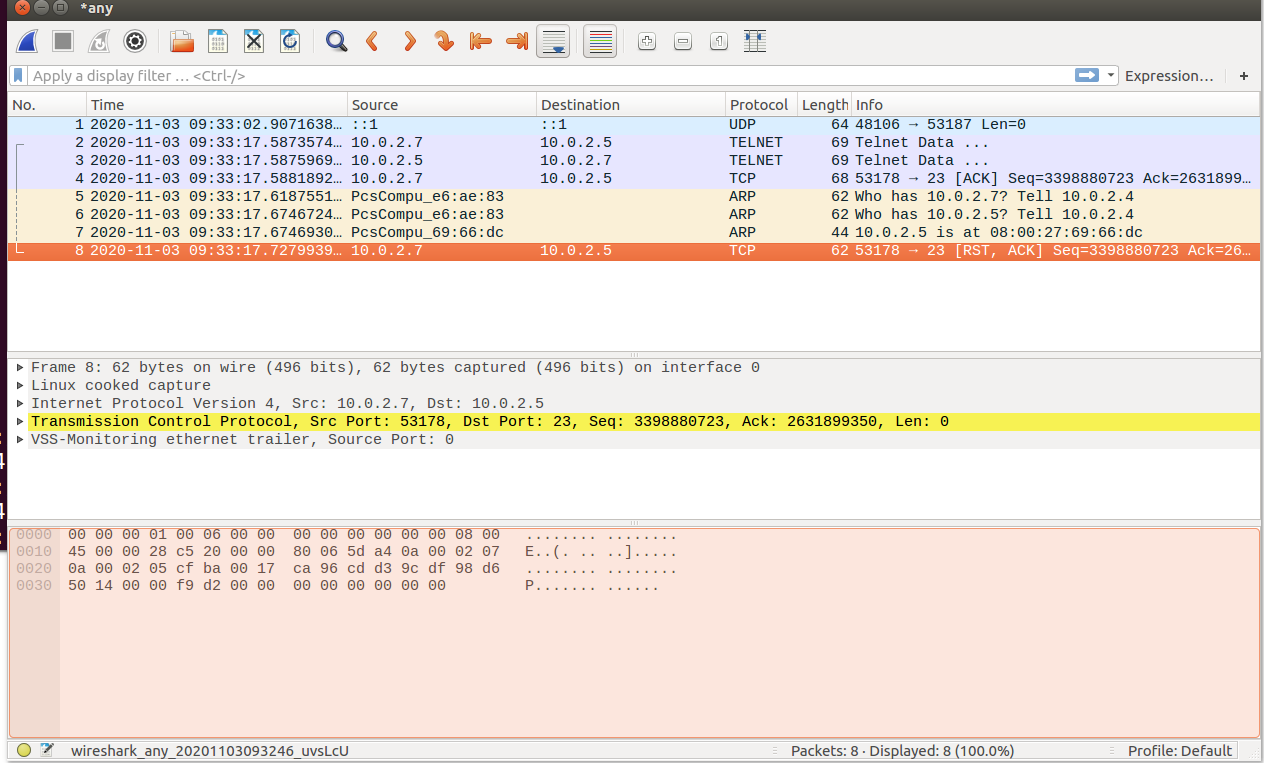 *any
Apply a display filter … <Ctrl-/>
Expression…
+
No. Time Source Destination Protocol Length Info
1 2020-11-03 09:33:02.9071638… ::1 ::1 UDP 64 48106 → 53187 Len=0
2 2020-11-03 09:33:17.5873574… 10.0.2.7 10.0.2.5 TELNET 69 Telnet Data ...
3 2020-11-03 09:33:17.5875969… 10.0.2.5 10.0.2.7 TELNET 69 Telnet Data ...
4 2020-11-03 09:33:17.5881892… 10.0.2.7 10.0.2.5 TCP 68 53178 → 23 [ACK] Seq=3398880723 Ack=2631899…
5 2020-11-03 09:33:17.6187551… PcsCompu_e6:ae:83 ARP 62 Who has 10.0.2.7? Tell 10.0.2.4
6 2020-11-03 09:33:17.6746724… PcsCompu_e6:ae:83 ARP 62 Who has 10.0.2.5? Tell 10.0.2.4
7 2020-11-03 09:33:17.6746930… PcsCompu_69:66:dc ARP 44 10.0.2.5 is at 08:00:27:69:66:dc
8 2020-11-03 09:33:17.7279939… 10.0.2.7 10.0.2.5 TCP 62 53178 → 23 [RST, ACK] Seq=3398880723 Ack=26…
Frame 8: 62 bytes on wire (496 bits), 62 bytes captured (496 bits) on interface 0
Linux cooked capture
Internet Protocol Version 4, Src: 10.0.2.7, Dst: 10.0.2.5
Transmission Control Protocol, Src Port: 53178, Dst Port: 23, Seq: 3398880723, Ack: 2631899350, Len: 0
VSS-Monitoring ethernet trailer, Source Port: 0
0000 00 00 00 01 00 06 00 00 00 00 00 00 00 00 08 00 ........ ........
0010 45 00 00 28 c5 20 00 00 80 06 5d a4 0a 00 02 07 E..(. .. ..].....
0020 0a 00 02 05 cf ba 00 17 ca 96 cd d3 9c df 98 d6 ........ ........
0030 50 14 00 00 f9 d2 00 00 00 00 00 00 00 00 P....... ......
wireshark_any_20201103093246_uvsLcU
Packets: 8 · Displayed: 8 (100.0%)
Profile: Default